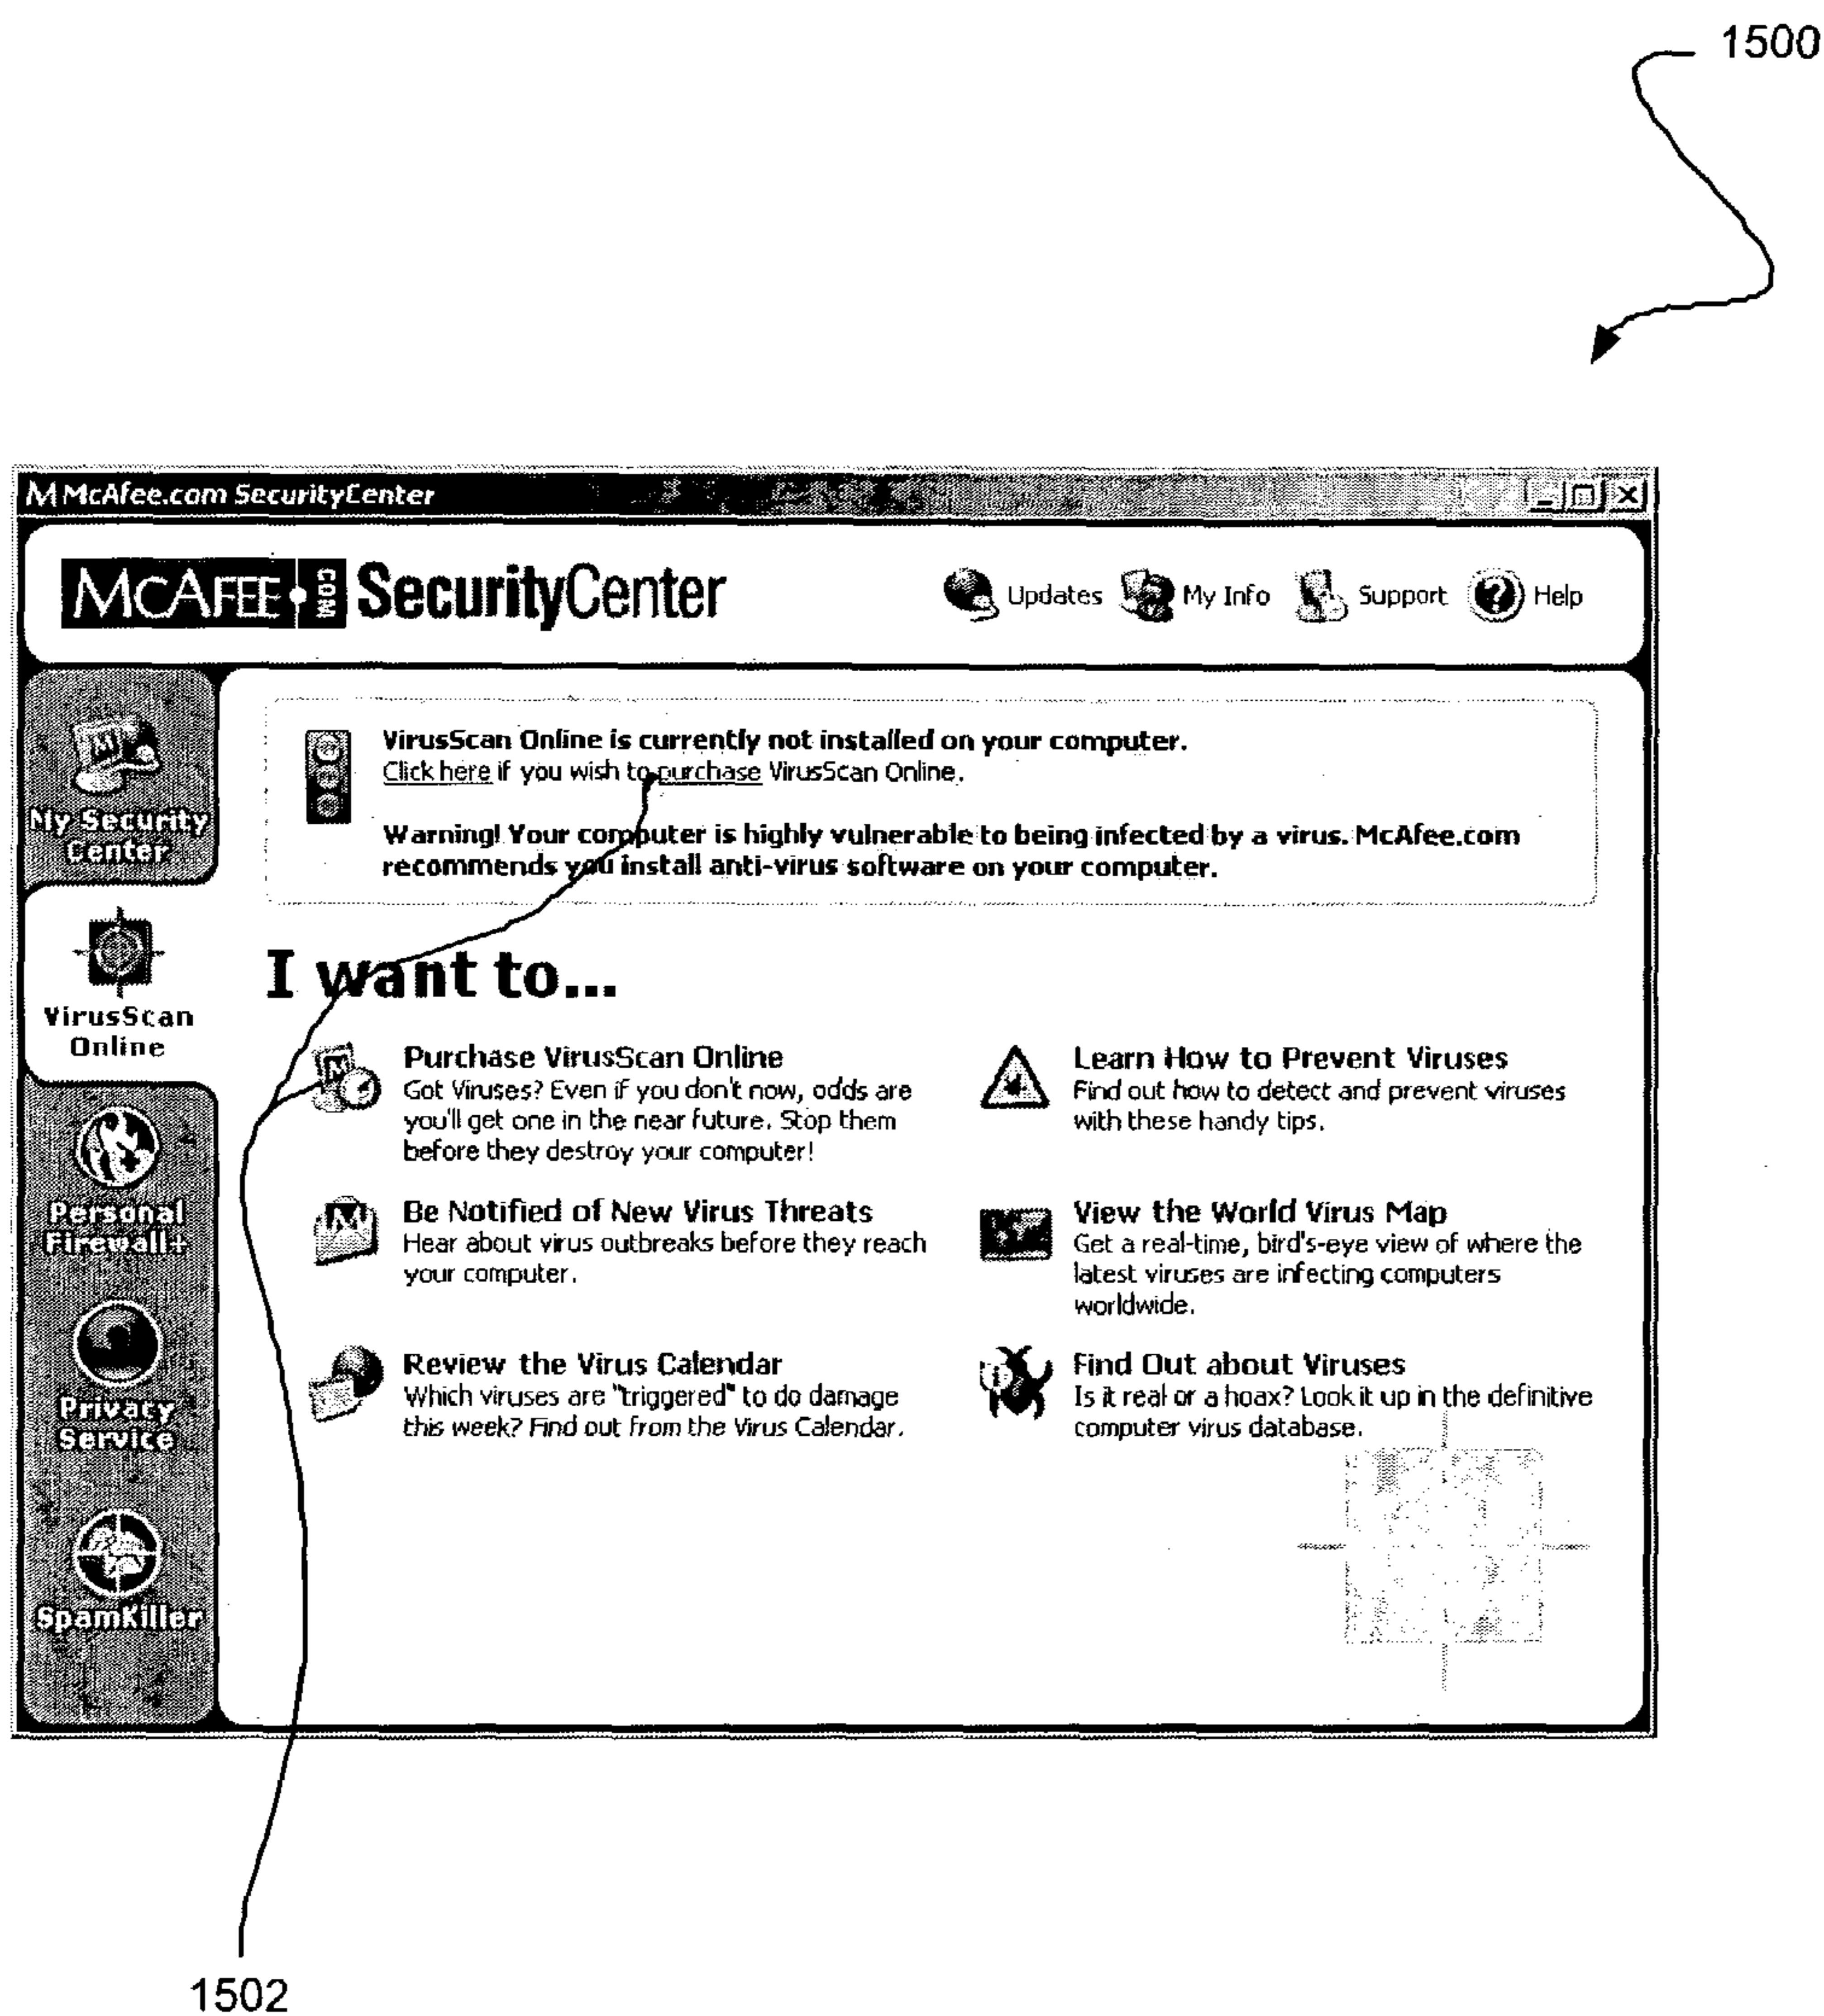 1500
McAfee.com SecurityCenter
McAFEE.COM SecurityCenter
Updates My Info Support Help
My Security
Center
VirusScan
Online
Personal
Firewall+
Privacy
Service
SpamKiller
VirusScan Online is currently not installed on your computer.
Click here if you wish to purchase VirusScan Online.
Warning! Your computer is highly vulnerable to being infected by a virus. McAfee.com
recommends you install anti-virus software on your computer.
I want to...
Purchase VirusScan Online
Got Viruses? Even if you don't now, odds are
you'll get one in the near future. Stop them
before they destroy your computer!
Learn How to Prevent Viruses
Find out how to detect and prevent viruses
with these handy tips.
Be Notified of New Virus Threats
Hear about virus outbreaks before they reach
your computer.
View the World Virus Map
Get a real-time, bird's-eye view of where the
latest viruses are infecting computers
worldwide.
Review the Virus Calendar
Which viruses are "triggered" to do damage
this week? Find out from the Virus Calendar.
Find Out about Viruses
Is it real or a hoax? Look it up in the definitive
computer virus database.
1502